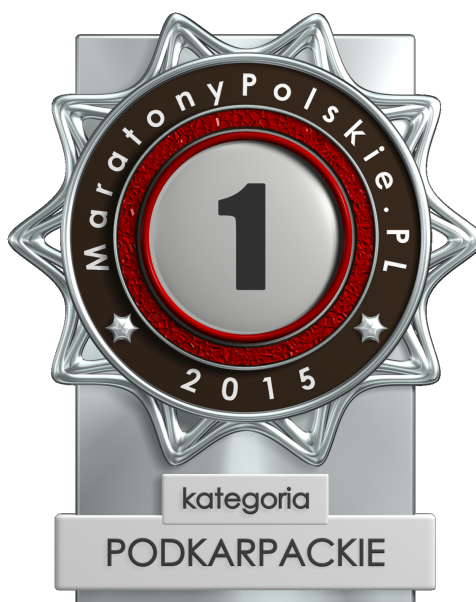 MaratonyPolskie.PL
1
2015
kategoria
PODKARPACKIE